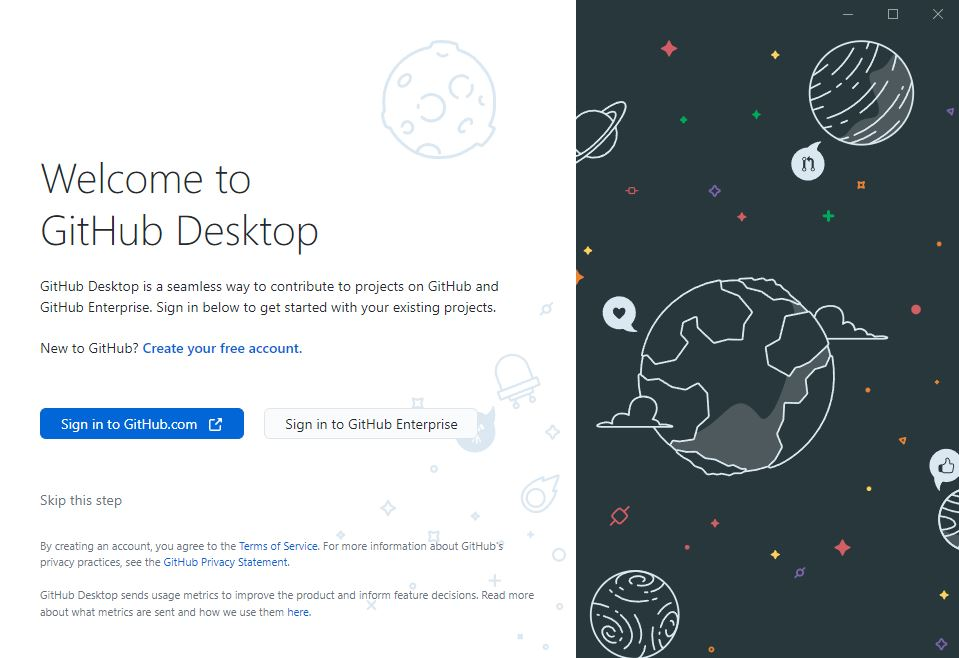 Welcome to
GitHub Desktop
GitHub Desktop is a seamless way to contribute to projects on GitHub and
GitHub Enterprise. Sign in below to get started with your existing projects.
New to GitHub? Create your free account.
Sign in to GitHub.com
Sign in to GitHub Enterprise
Skip this step
By creating an account, you agree to the Terms of Service. For more information about GitHub's
privacy practices, see the GitHub Privacy Statement.
GitHub Desktop sends usage metrics to improve the product and inform feature decisions. Read more
about what metrics are sent and how we use them here.